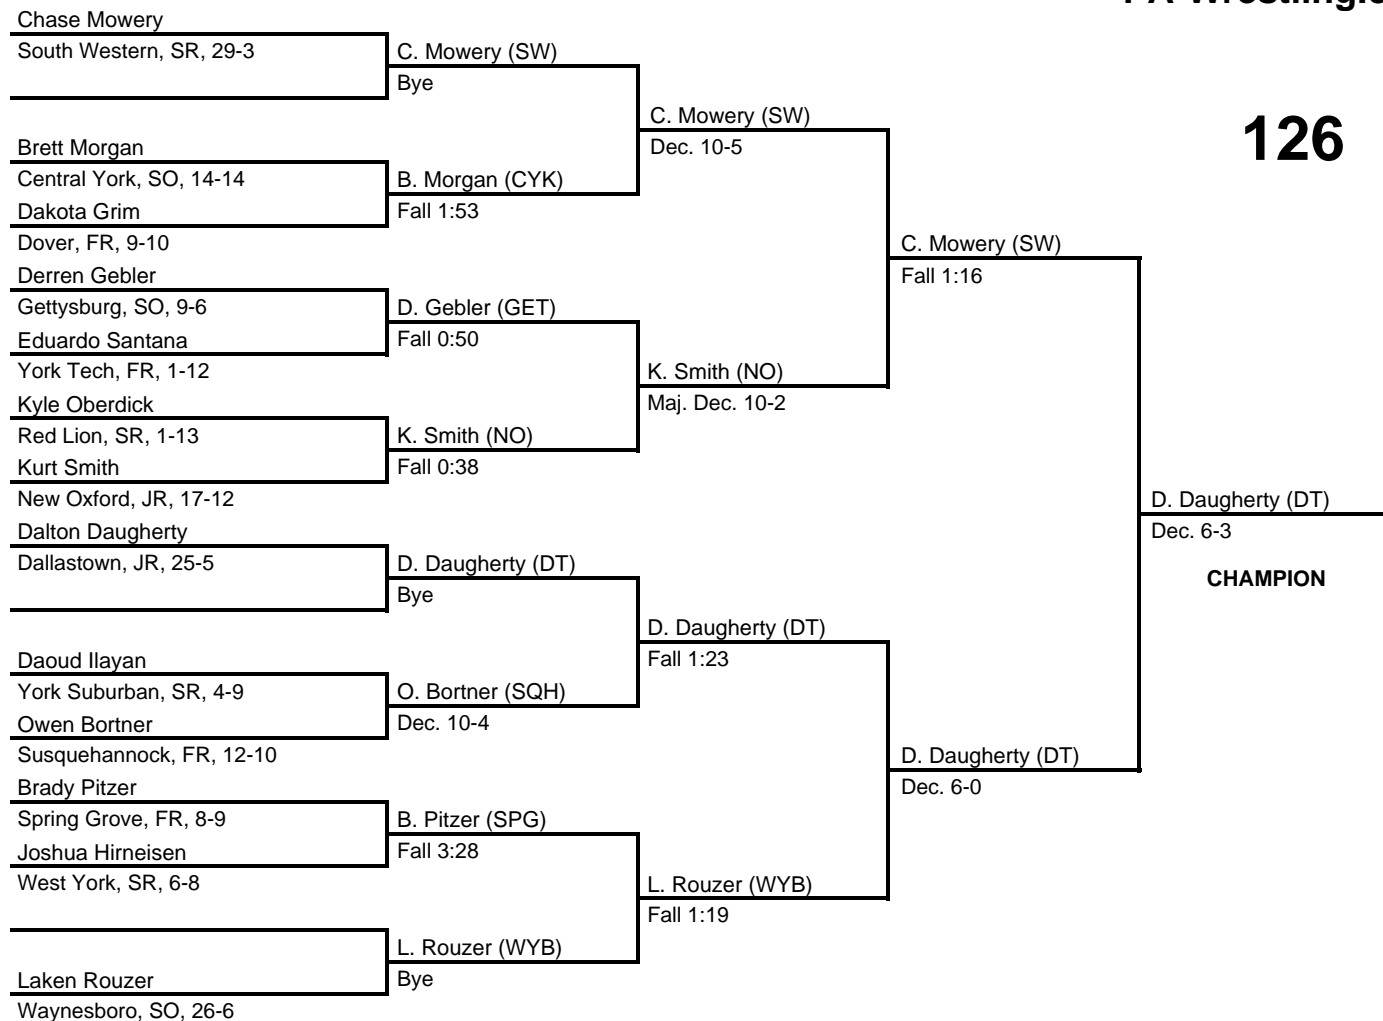 Chase Mowery
South Western, SR, 29-3
C. Mowery (SW)
Bye
C. Mowery (SW)
Dec. 10-5
126
Brett Morgan
Central York, SO, 14-14
B. Morgan (CYK)
Dakota Grim
Fall 1:53
Dover, FR, 9-10
C. Mowery (SW)
Derren Gebler
Fall 1:16
Gettysburg, SO, 9-6
D. Gebler (GET)
Eduardo Santana
Fall 0:50
York Tech, FR, 1-12
K. Smith (NO)
Kyle Oberdick
Maj. Dec. 10-2
Red Lion, SR, 1-13
K. Smith (NO)
Kurt Smith
Fall 0:38
New Oxford, JR, 17-12
D. Daugherty (DT)
Dalton Daugherty
Dec. 6-3
Dallastown, JR, 25-5
D. Daugherty (DT)
CHAMPION
Bye
D. Daugherty (DT)
Daoud Ilayan
Fall 1:23
York Suburban, SR, 4-9
O. Bortner (SQH)
Owen Bortner
Dec. 10-4
Susquehannock, FR, 12-10
D. Daugherty (DT)
Brady Pitzer
Dec. 6-0
Spring Grove, FR, 8-9
B. Pitzer (SPG)
Joshua Hirneisen
Fall 3:28
West York, SR, 6-8
L. Rouzer (WYB)
Fall 1:19
L. Rouzer (WYB)
Laken Rouzer
Bye
Waynesboro, SO, 26-6